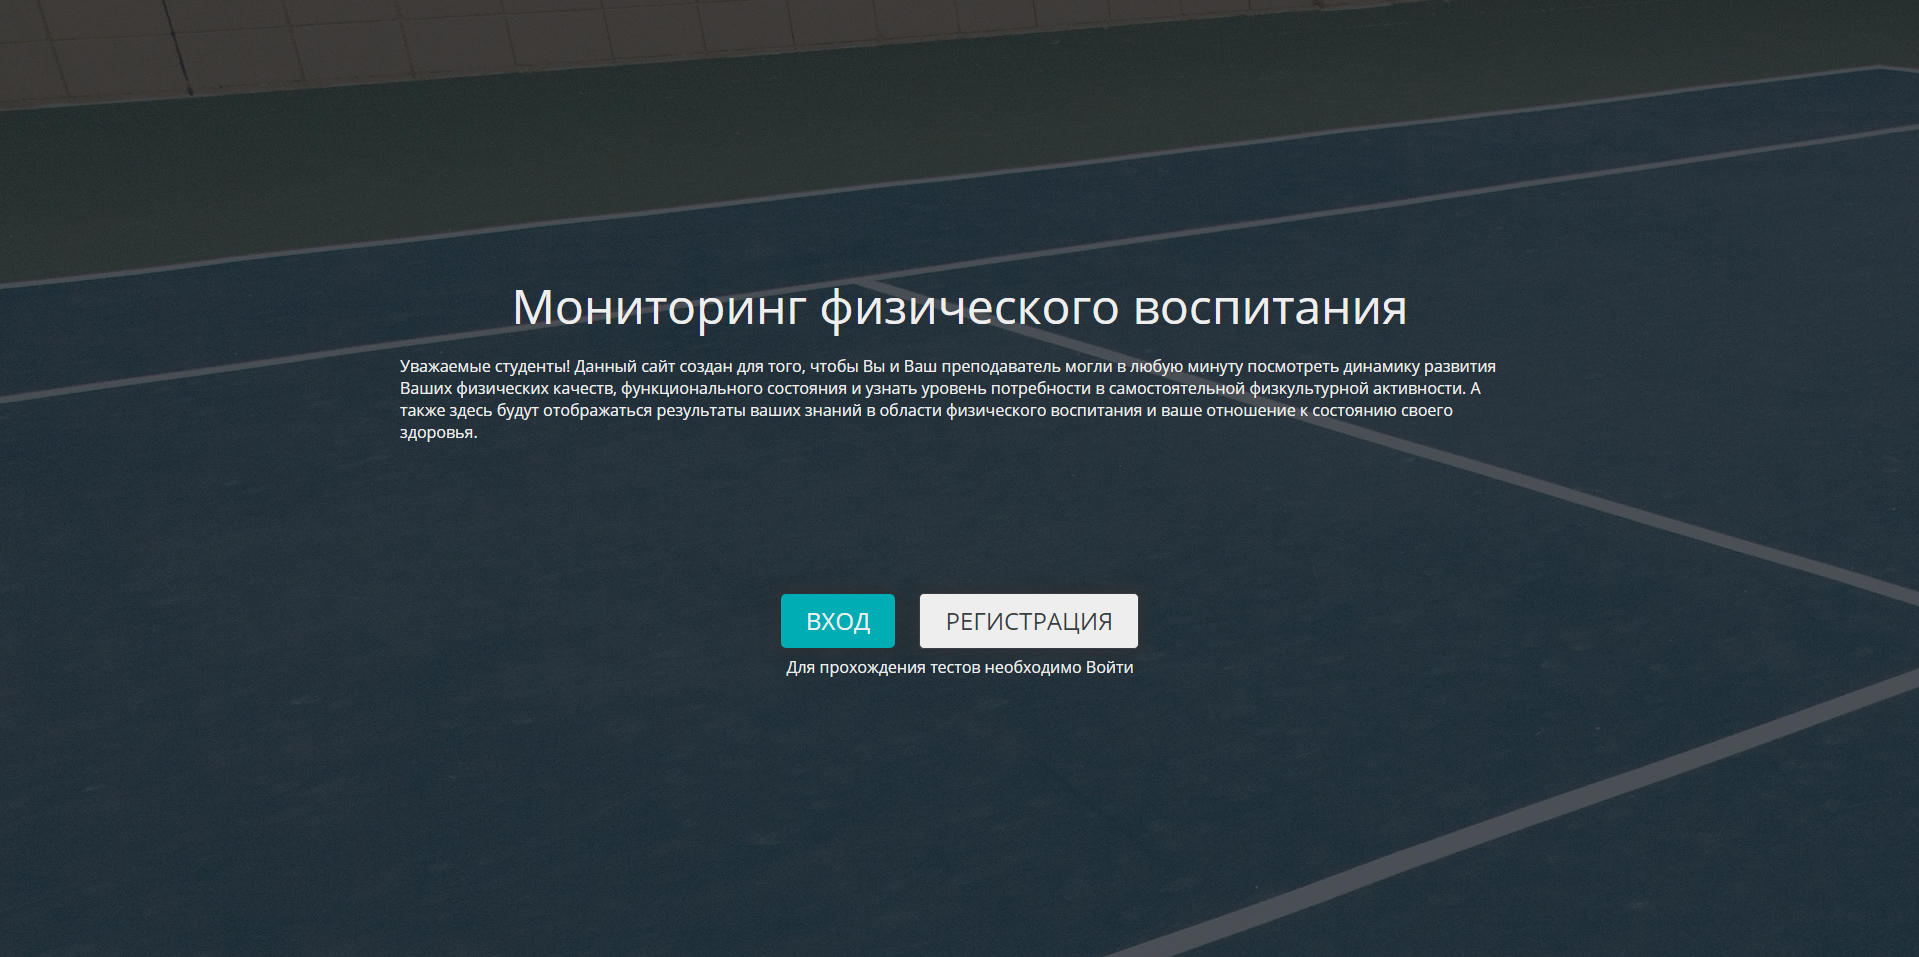 Мониторинг физического воспитания
Уважаемые студенты! Данный сайт создан для того, чтобы Вы и Ваш преподаватель могли в любую минуту посмотреть динамику развития
Ваших физических качеств, функционального состояния и узнать уровень потребности в самостоятельной физкультурной активности. А
также здесь будут отображаться результаты ваших знаний в области физического воспитания и ваше отношение к состоянию своего
здоровья.
ВХОД РЕГИСТРАЦИЯ
Для прохождения тестов необходимо Войти